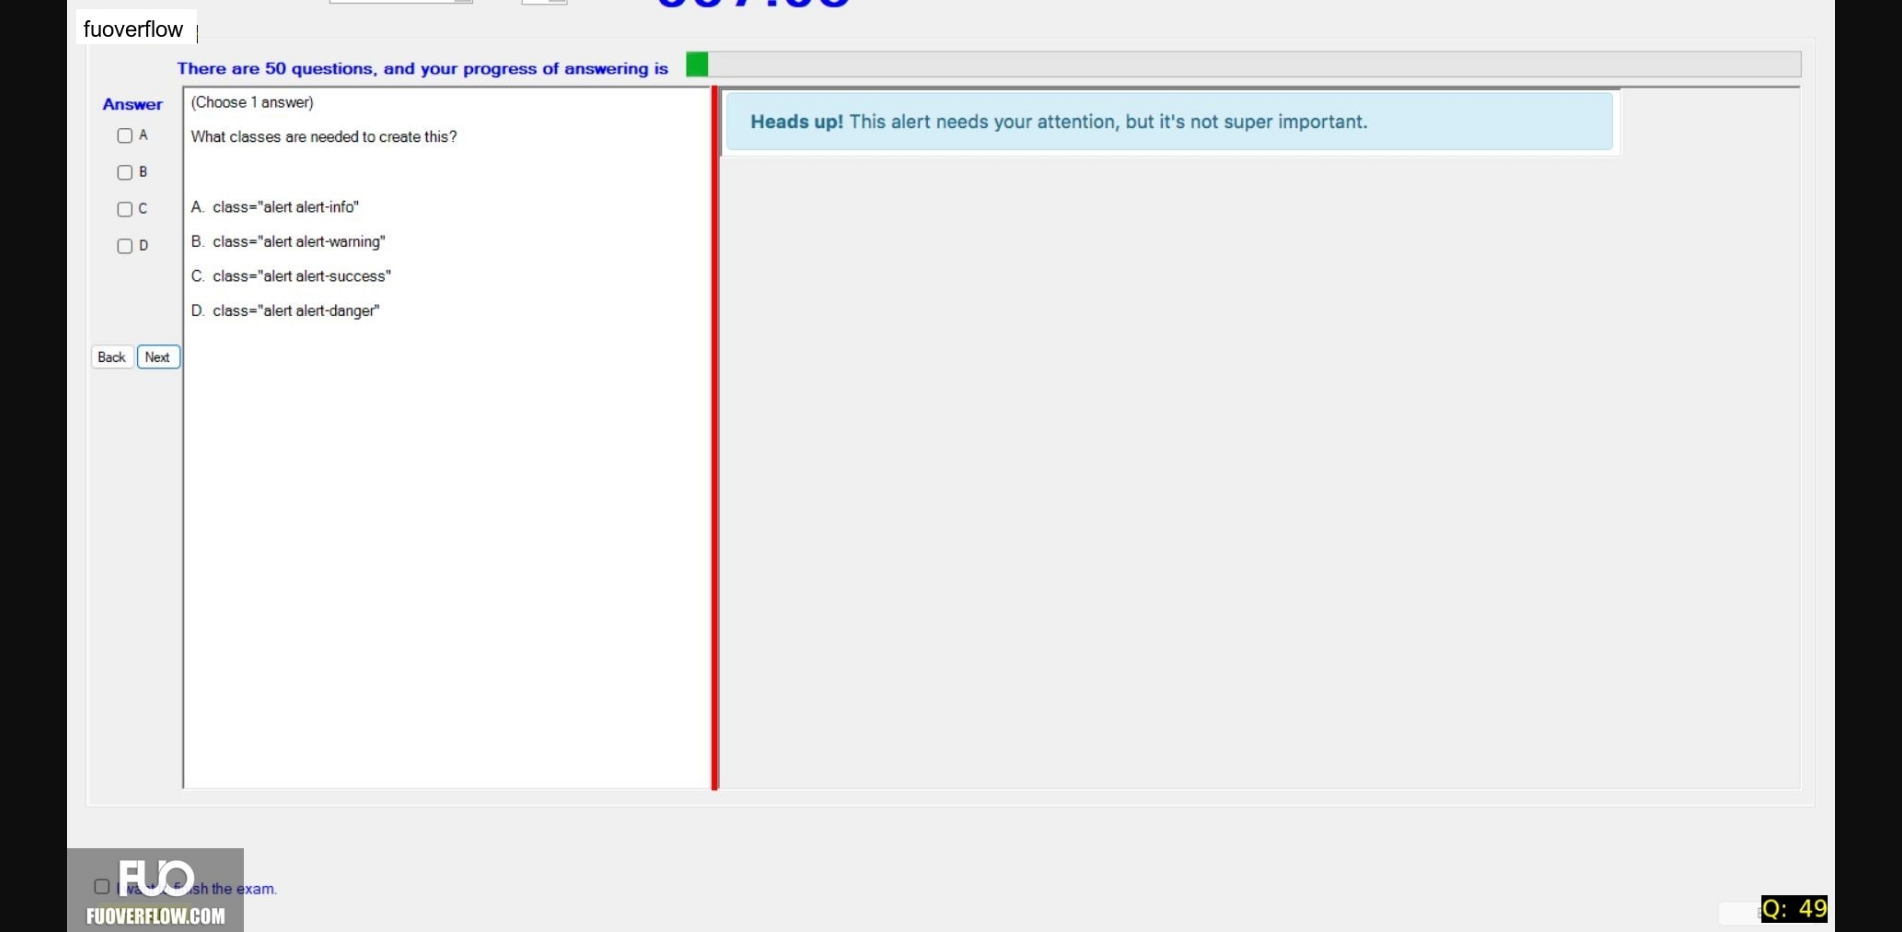 fuoverflow
There are 50 questions, and your progress of answering is
Answer
(Choose 1 answer)
A
What classes are needed to create this?
B
C
A. class="alert alert-info"
D
B. class="alert alert-warning"
C. class="alert alert-success"
D. class="alert alert-danger"
Back Next
Heads up! This alert needs your attention, but it's not super important.
FUO
I want finish the exam.
FUOVERFLOW.COM
Q: 49